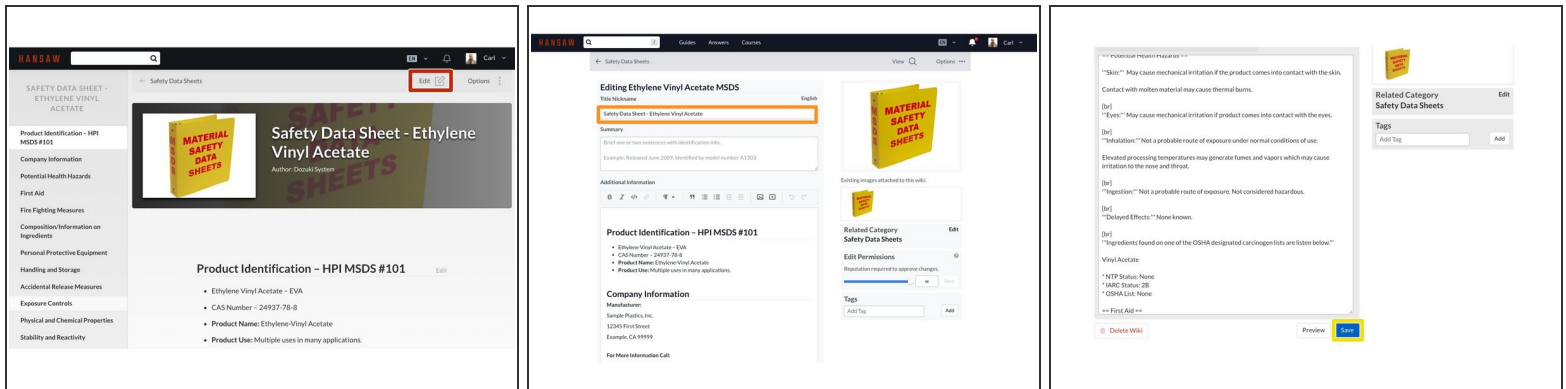 HANSAW
EN
Carl
SAFETY DATA SHEET -
ETHYLENE VINYL
ACETATE
Safety Data Sheets
Edit
Options
Product Identification – HPI
MSDS #101
Company Information
Potential Health Hazards
First Aid
Fire Fighting Measures
Composition/Information on
Ingredients
Personal Protective Equipment
Handling and Storage
Accidental Release Measures
Exposure Controls
Physical and Chemical Properties
Stability and Reactivity
MATERIAL
SAFETY
DATA
SHEETS
MSDS
Safety Data Sheet - Ethylene
Vinyl Acetate
Author: Dozuki System
Product Identification – HPI MSDS #101
Edit
• Ethylene Vinyl Acetate – EVA
• CAS Number – 24937-78-8
• Product Name: Ethylene-Vinyl Acetate
• Product Use: Multiple uses in many applications.
HANSAW
/
Guides
Answers
Courses
EN
Carl
Safety Data Sheets
View
Options
Editing Ethylene Vinyl Acetate MSDS
Title Nickname
English
Safety Data Sheet - Ethylene Vinyl Acetate
Summary
Brief one or two sentences with identification info.
Example: Released June 2009, identified by model number A1303.
Additional Information
Product Identification – HPI MSDS #101
• Ethylene Vinyl Acetate – EVA
• CAS Number – 24937-78-8
• Product Name: Ethylene-Vinyl Acetate
• Product Use: Multiple uses in many applications.
Company Information
Manufacturer:
Sample Plastics, Inc.
12345 First Street
Example, CA 99999
For More Information Call:
MSDS
MATERIAL
SAFETY
DATA
SHEETS
Existing images attached to this wiki:
Related Category
Edit
Safety Data Sheets
Edit Permissions
Reputation required to approve changes.
∞
Tags
Add Tag
Add
== Potential Health Hazards ==
'''Skin:''' May cause mechanical irritation if the product comes into contact with the skin.
Contact with molten material may cause thermal burns.
[br]
'''Eyes:''' May cause mechanical irritation if product comes into contact with the eyes.
[br]
'''Inhalation:''' Not a probable route of exposure under normal conditions of use.
Elevated processing temperatures may generate fumes and vapors which may cause
irritation to the nose and throat.
[br]
'''Ingestion:''' Not a probable route of exposure. Not considered hazardous.
[br]
'''Delayed Effects:''' None known.
[br]
'''Ingredients found on one of the OSHA designated carcinogen lists are listed below.'''
Vinyl Acetate
* NTP Status: None
* IARC Status: 2B
* OSHA List: None
== First Aid ==
Delete Wiki
Preview
Save
Related Category
Edit
Safety Data Sheets
Tags
Add Tag
Add